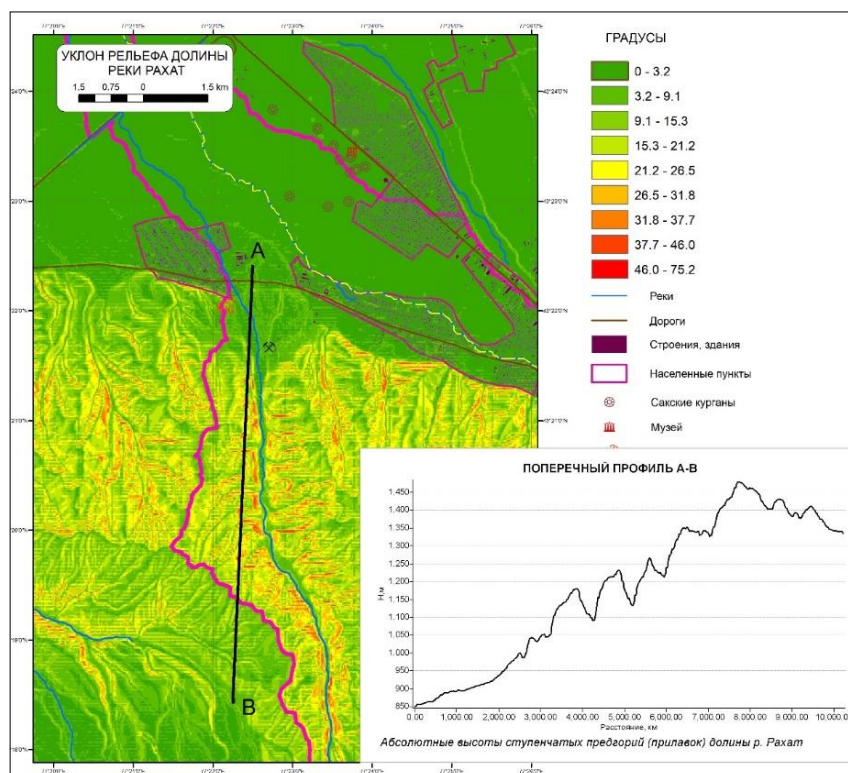 УКЛОН РЕЛЬЕФА ДОЛИНЫ
РЕКИ РАХАТ
1.5 0.75 0 1.5 km
A
B
ГРАДУСЫ
0 - 3.2
3.2 - 9.1
9.1 - 15.3
15.3 - 21.2
21.2 - 26.5
26.5 - 31.8
31.8 - 37.7
37.7 - 46.0
46.0 - 75.2
Реки
Дороги
Строения, здания
Населенные пункты
Сакские курганы
Музей
ПОПЕРЕЧНЫЙ ПРОФИЛЬ А-В
1,450
1.400
1.350
1.300
1.250
1.200
1.150
1.100
1.050
1.000
950
900
850
Н,м
0.00 1,000.00 2,000.00 3,000.00 4,000.00 5,000.00 6,000.00 7,000.00 8,000.00 9,000.00 10,000.00
Расстояние, км
Абсолютные высоты ступенчатых предгорий (прилавок) долины р. Рахат